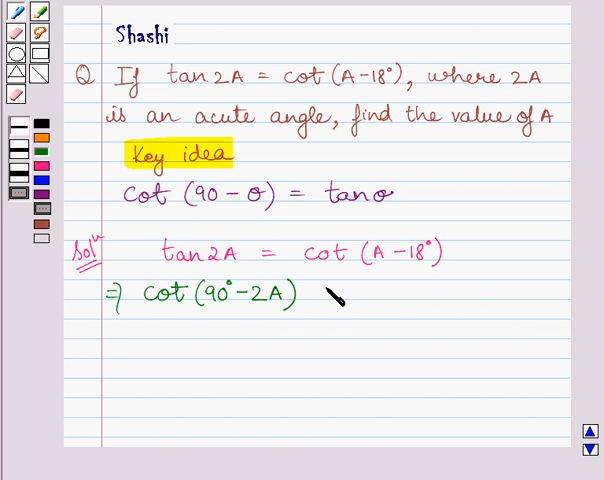 Shashi
Q If tan 2A = cot (A - 18°), where 2A
is an acute angle, find the value of A
Key idea
cot (90 - θ) = tan θ
Solⁿ tan 2A = cot (A - 18°)
⇒ cot (90° - 2A)